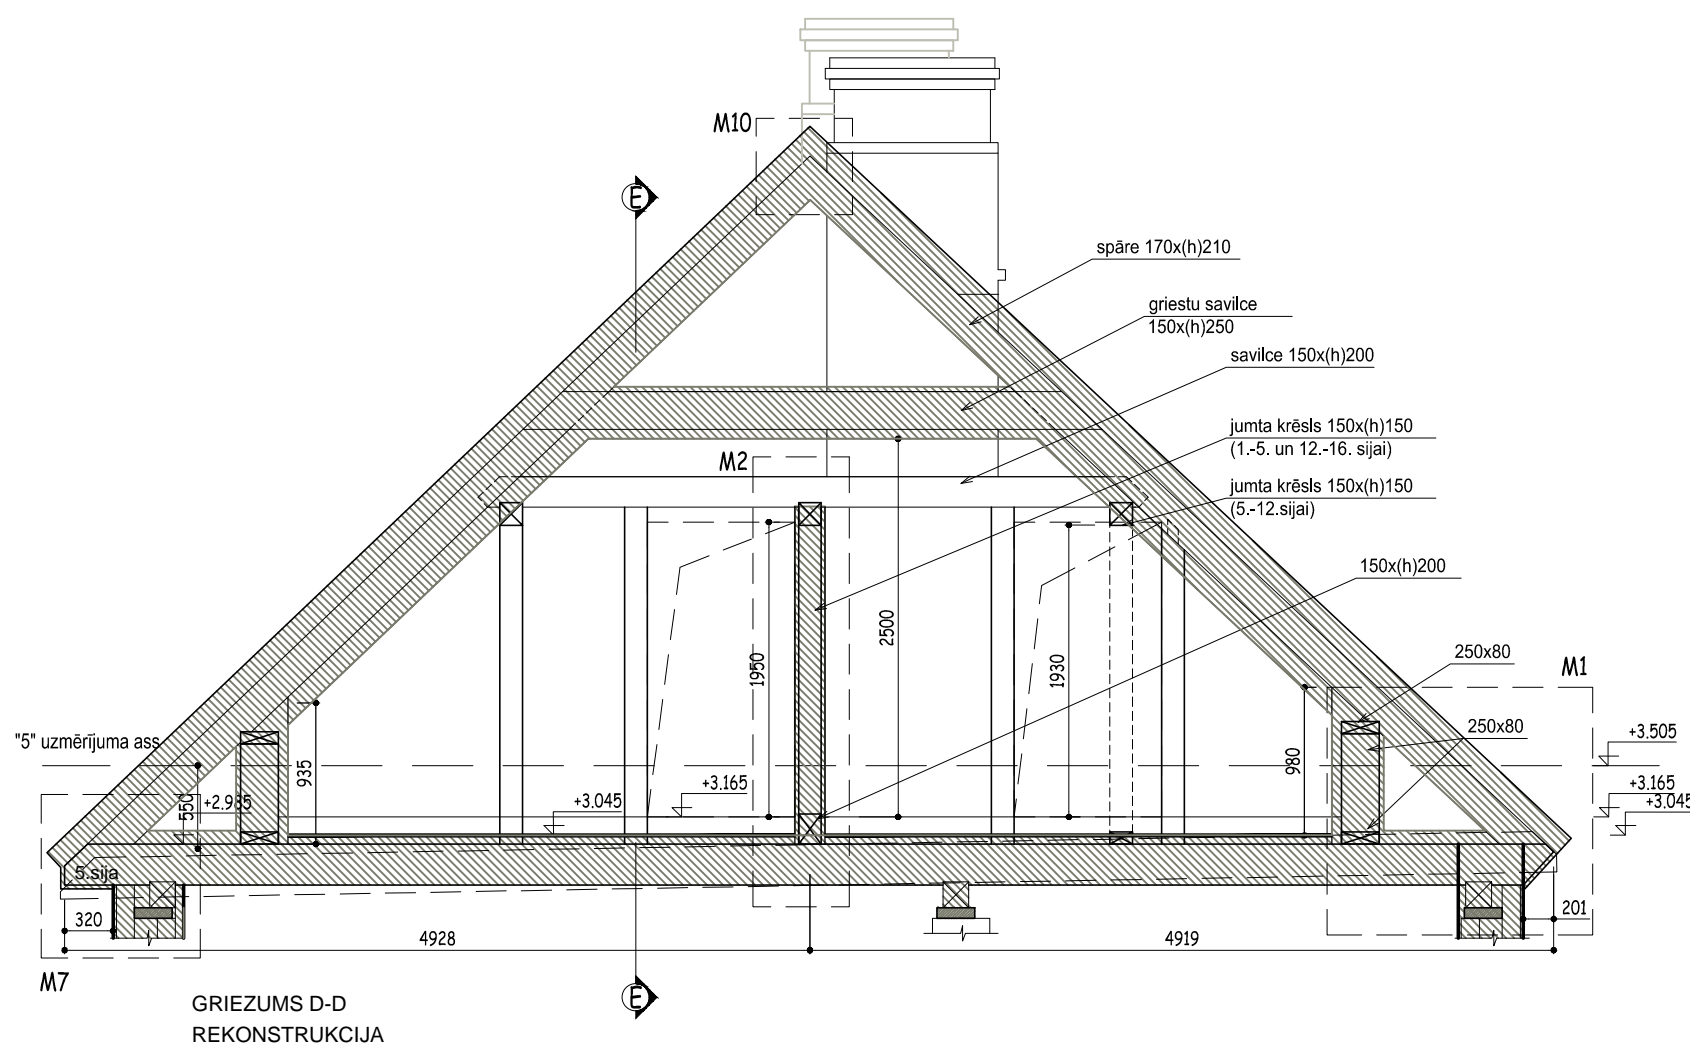 M10
E
spāre 170x(h)210
griestu savilce
150x(h)250
savilce 150x(h)200
jumta krēsls 150x(h)150
(1.-5. un 12.-16. sijai)
M2
jumta krēsls 150x(h)150
(5.-12.sijai)
150x(h)200
2500
1950
1930
250x80
M1
250x80
"5" uzmērījuma ass
935
980
+3.505
550
+2.935
+3.045
+3.165
+3.165
+3.045
5.sija
320
201
4928
4919
M7
E
GRIEZUMS D-D
REKONSTRUKCIJA